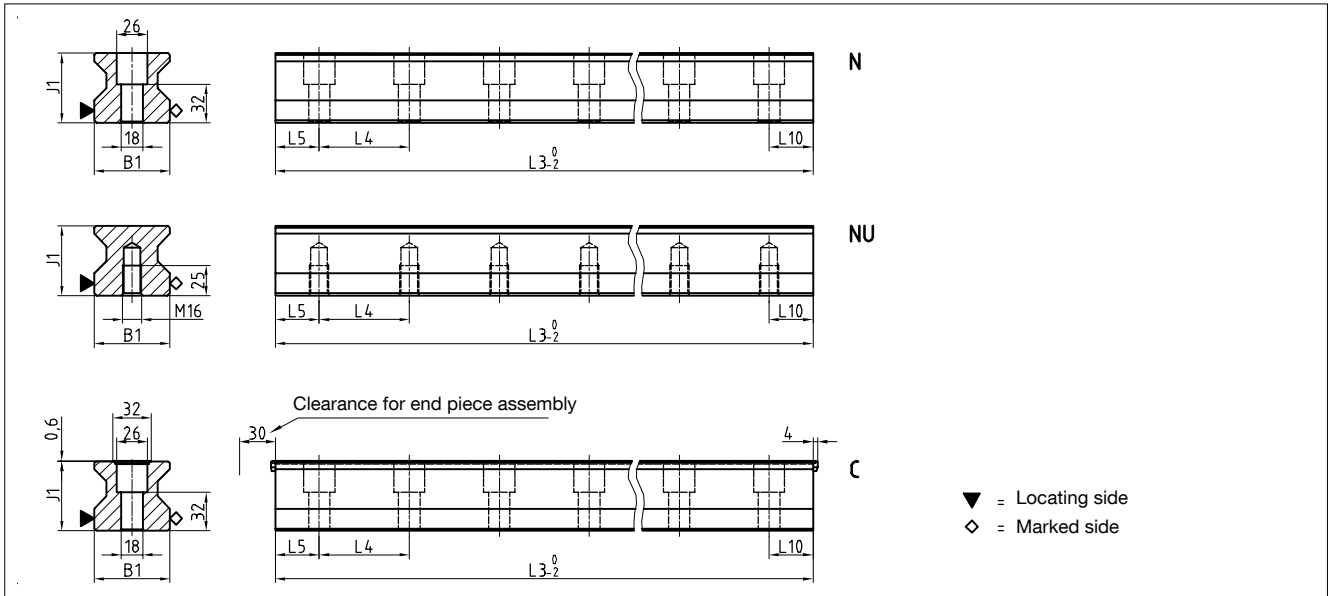 26
N
J1
32
18
B1
L5
L4
L10
L3-2 0
NU
J1
25
M16
B1
L5
L4
L10
L3-2 0
Clearance for end piece assembly
32
0,6
26
30
4
C
J1
32
18
B1
L5
L4
L10
L3-2 0
▼ = Locating side
◇ = Marked side